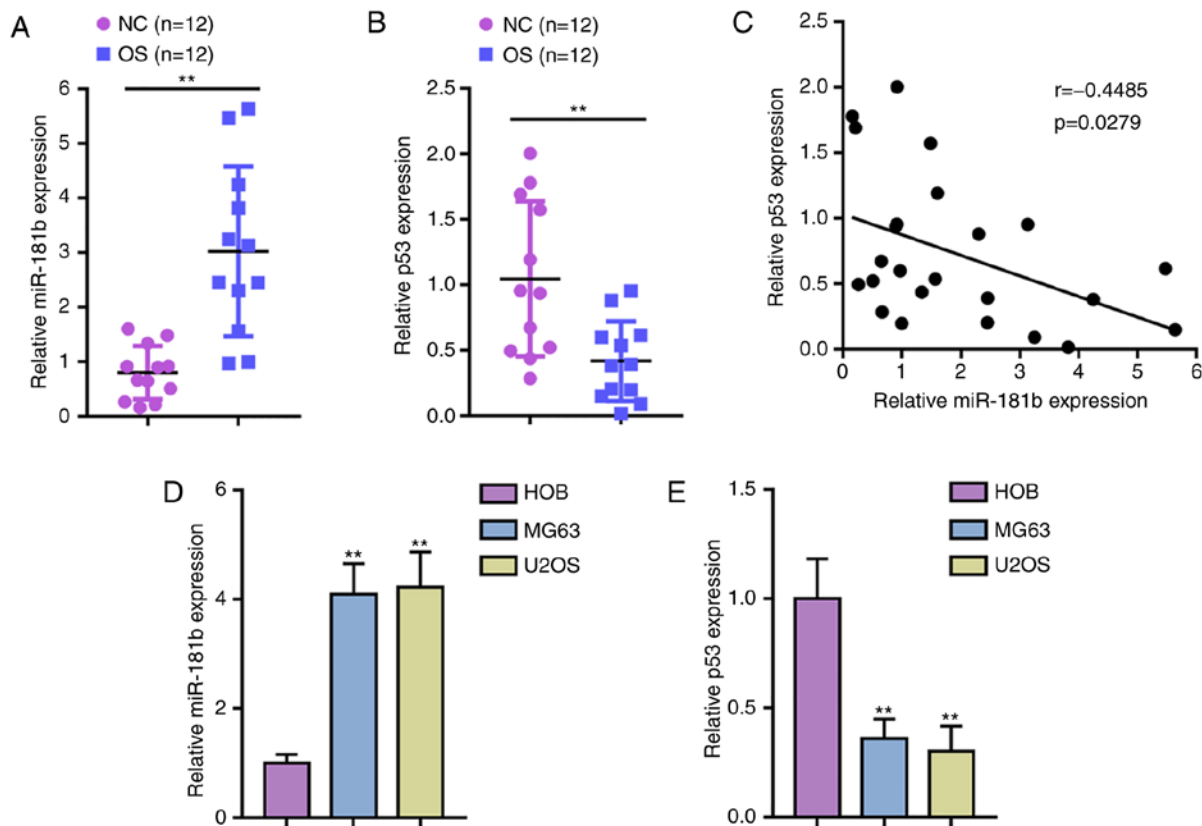 A
NC (n=12)
OS (n=12)
**
6
5
4
3
2
1
0
Relative miR-181b expression
B
NC (n=12)
OS (n=12)
**
2.5
2.0
1.5
1.0
0.5
0.0
Relative p53 expression
C
r=−0.4485
p=0.0279
2.0
1.5
1.0
0.5
0.0
Relative p53 expression
0 1 2 3 4 5 6
Relative miR-181b expression
D
HOB
MG63
U2OS
** **
6
4
2
0
Relative miR-181b expression
E
HOB
MG63
U2OS
** **
1.5
1.0
0.5
0.0
Relative p53 expression